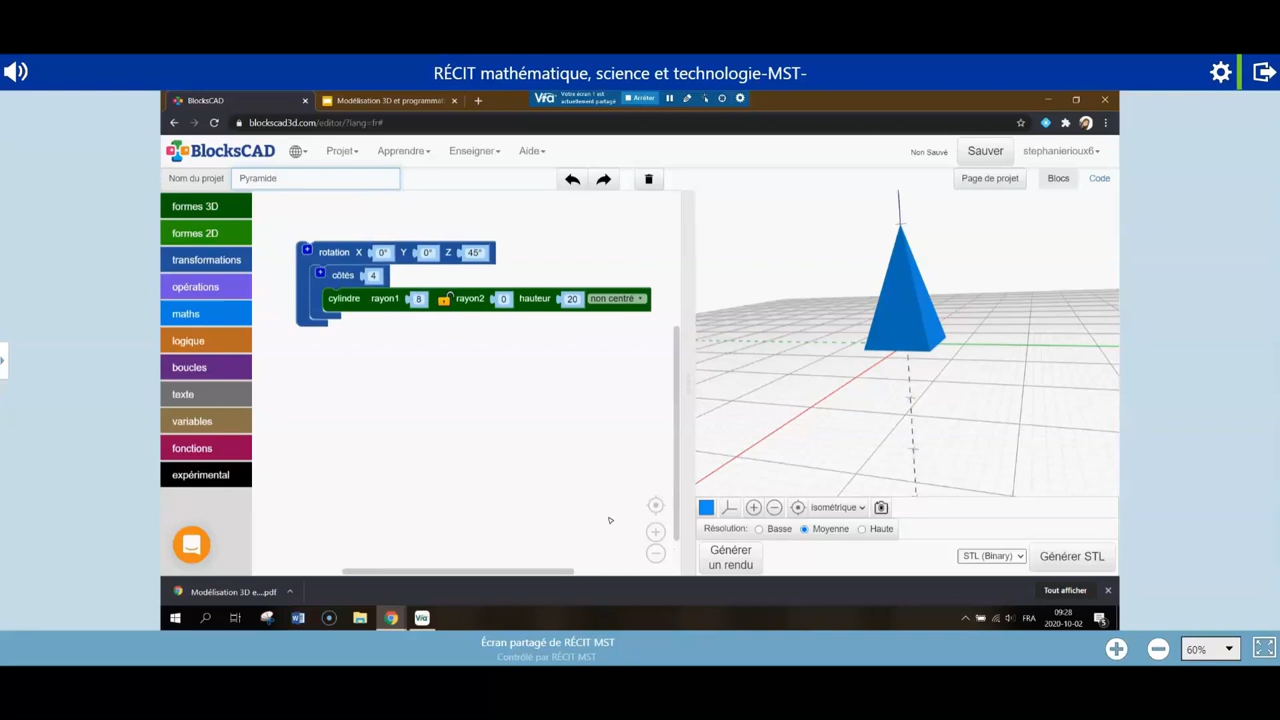 RÉCIT mathématique, science et technologie-MST-
BlocksCAD
Modélisation 3D et programmat
Votre écran 1 est actuellement partagé
Arrêter
blockscad3d.com/editor/?lang=fr#
BlocksCAD
Projet
Apprendre
Enseigner
Aide
Non Sauvé
Sauver
stephanierioux6
Nom du projet
Pyramide
Page de projet
Blocs
Code
formes 3D
formes 2D
transformations
opérations
maths
logique
boucles
texte
variables
fonctions
expérimental
rotation X 0° Y 0° Z 45°
côtés 4
cylindre rayon1 8 rayon2 0 hauteur 20 non centré
isométrique
Résolution: Basse Moyenne Haute
Générer
un rendu
STL (Binary)
Générer STL
Modélisation 3D e....pdf
Tout afficher
FRA
09:28
2020-10-02
Écran partagé de RÉCIT MST
Contrôlé par RÉCIT MST
60%